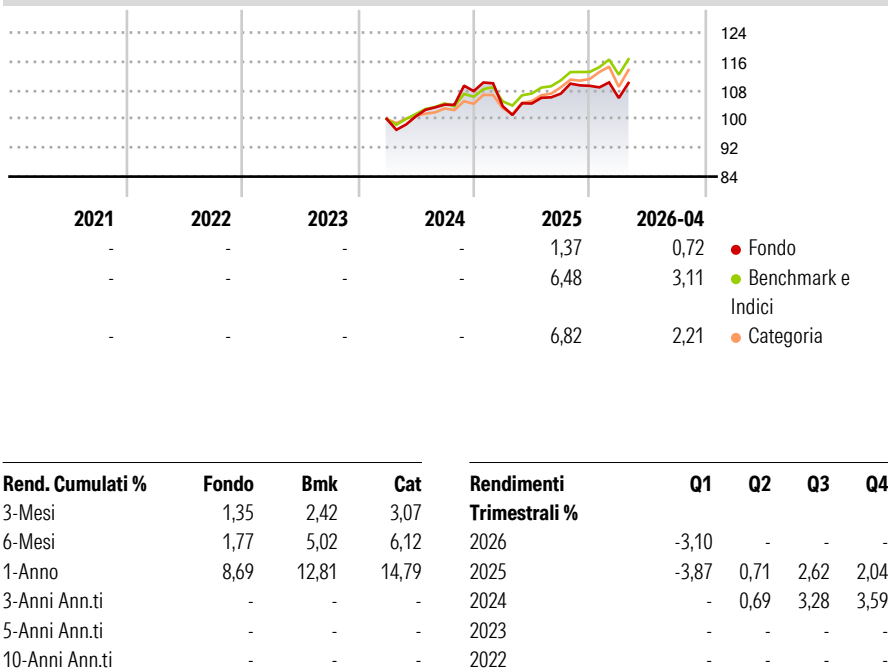 124
116
108
100
92
84
2021 2022 2023 2024 2025 2026-04
- - - - 1,37 0,72 Fondo
- - - - 6,48 3,11 Benchmark e
Indici
- - - - 6,82 2,21 Categoria
Rend. Cumulati % Fondo Bmk Cat
3-Mesi 1,35 2,42 3,07
6-Mesi 1,77 5,02 6,12
1-Anno 8,69 12,81 14,79
3-Anni Ann.ti - - -
5-Anni Ann.ti - - -
10-Anni Ann.ti - - -
Rendimenti Q1 Q2 Q3 Q4
Trimestrali %
2026 -3,10 - - -
2025 -3,87 0,71 2,62 2,04
2024 - 0,69 3,28 3,59
2023 - - - -
2022 - - - -